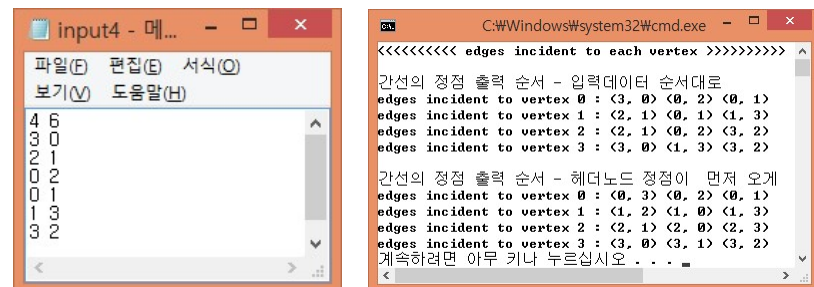 input4 - 메...
파일(F) 편집(E) 서식(O)
보기(V) 도움말(H)
4 6
3 0
2 1
0 2
0 1
1 3
3 2
C:\Windows\system32\cmd.exe
<<<<<<<<<< edges incident to each vertex >>>>>>>>>>
간선의 정점 출력 순서 - 입력데이터 순서대로
edges incident to vertex 0 : (3, 0) (0, 2) (0, 1)
edges incident to vertex 1 : (2, 1) (0, 1) (1, 3)
edges incident to vertex 2 : (2, 1) (0, 2) (3, 2)
edges incident to vertex 3 : (3, 0) (1, 3) (3, 2)
간선의 정점 출력 순서 - 헤더노드 정점이 먼저 오게
edges incident to vertex 0 : (0, 3) (0, 2) (0, 1)
edges incident to vertex 1 : (1, 2) (1, 0) (1, 3)
edges incident to vertex 2 : (2, 1) (2, 0) (2, 3)
edges incident to vertex 3 : (3, 0) (3, 1) (3, 2)
계속하려면 아무 키나 누르십시오 . . .